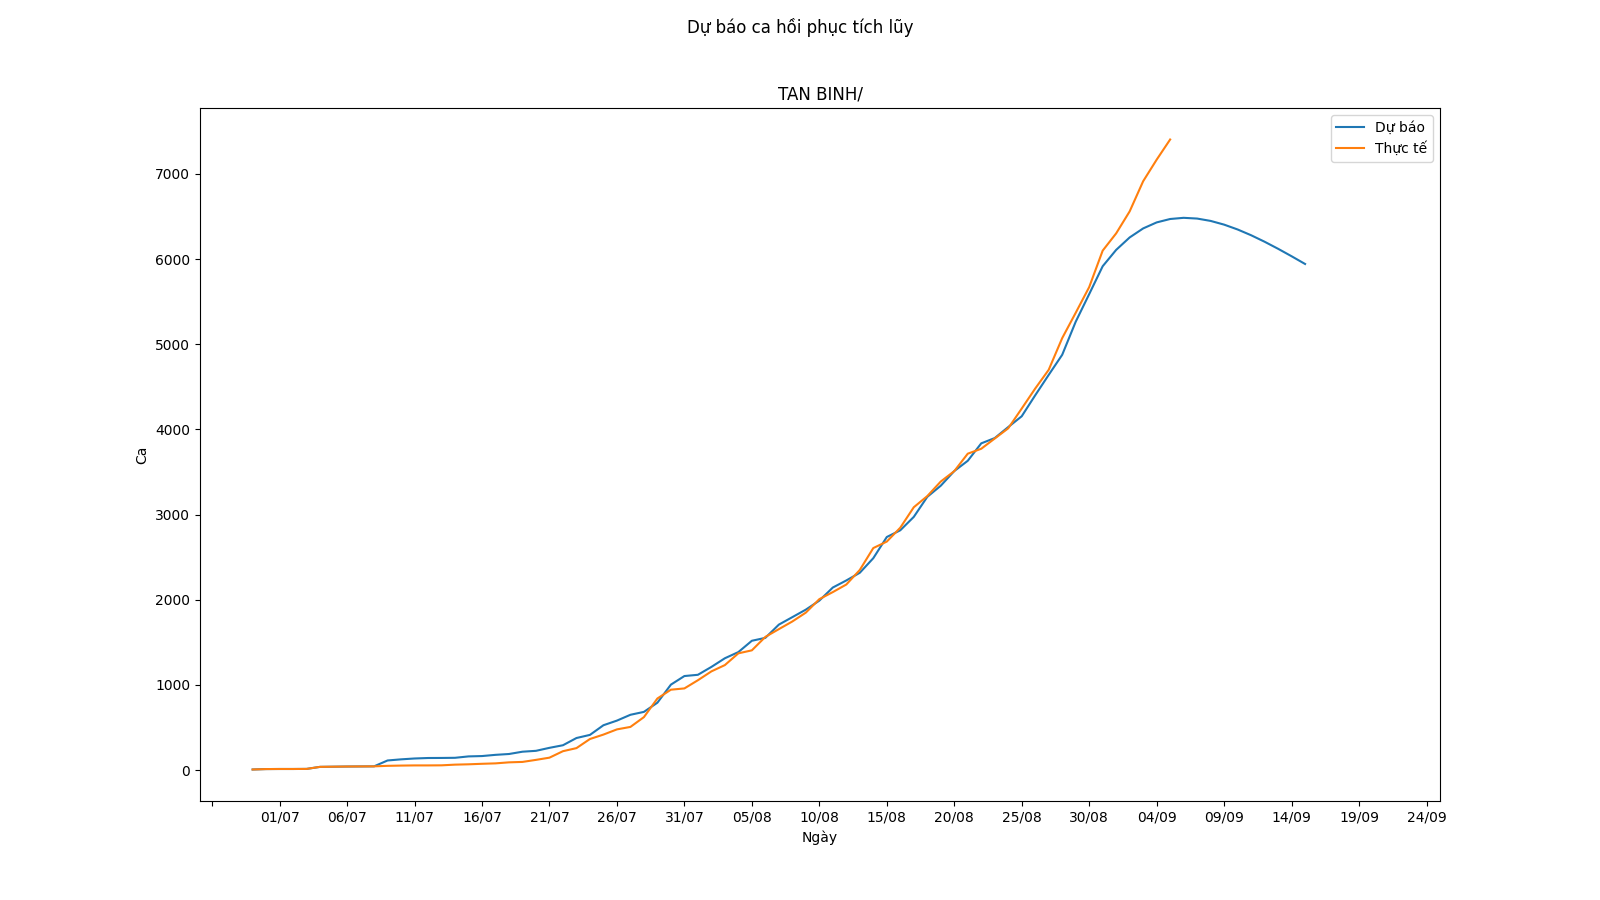 Dự báo ca hồi phục tích lũy
TAN BINH/
Dự báo
Thực tế
7000
6000
5000
4000
3000
2000
1000
0
Ca
01/07 06/07 11/07 16/07 21/07 26/07 31/07 05/08 10/08 15/08 20/08 25/08 30/08 04/09 09/09 14/09 19/09 24/09
Ngày